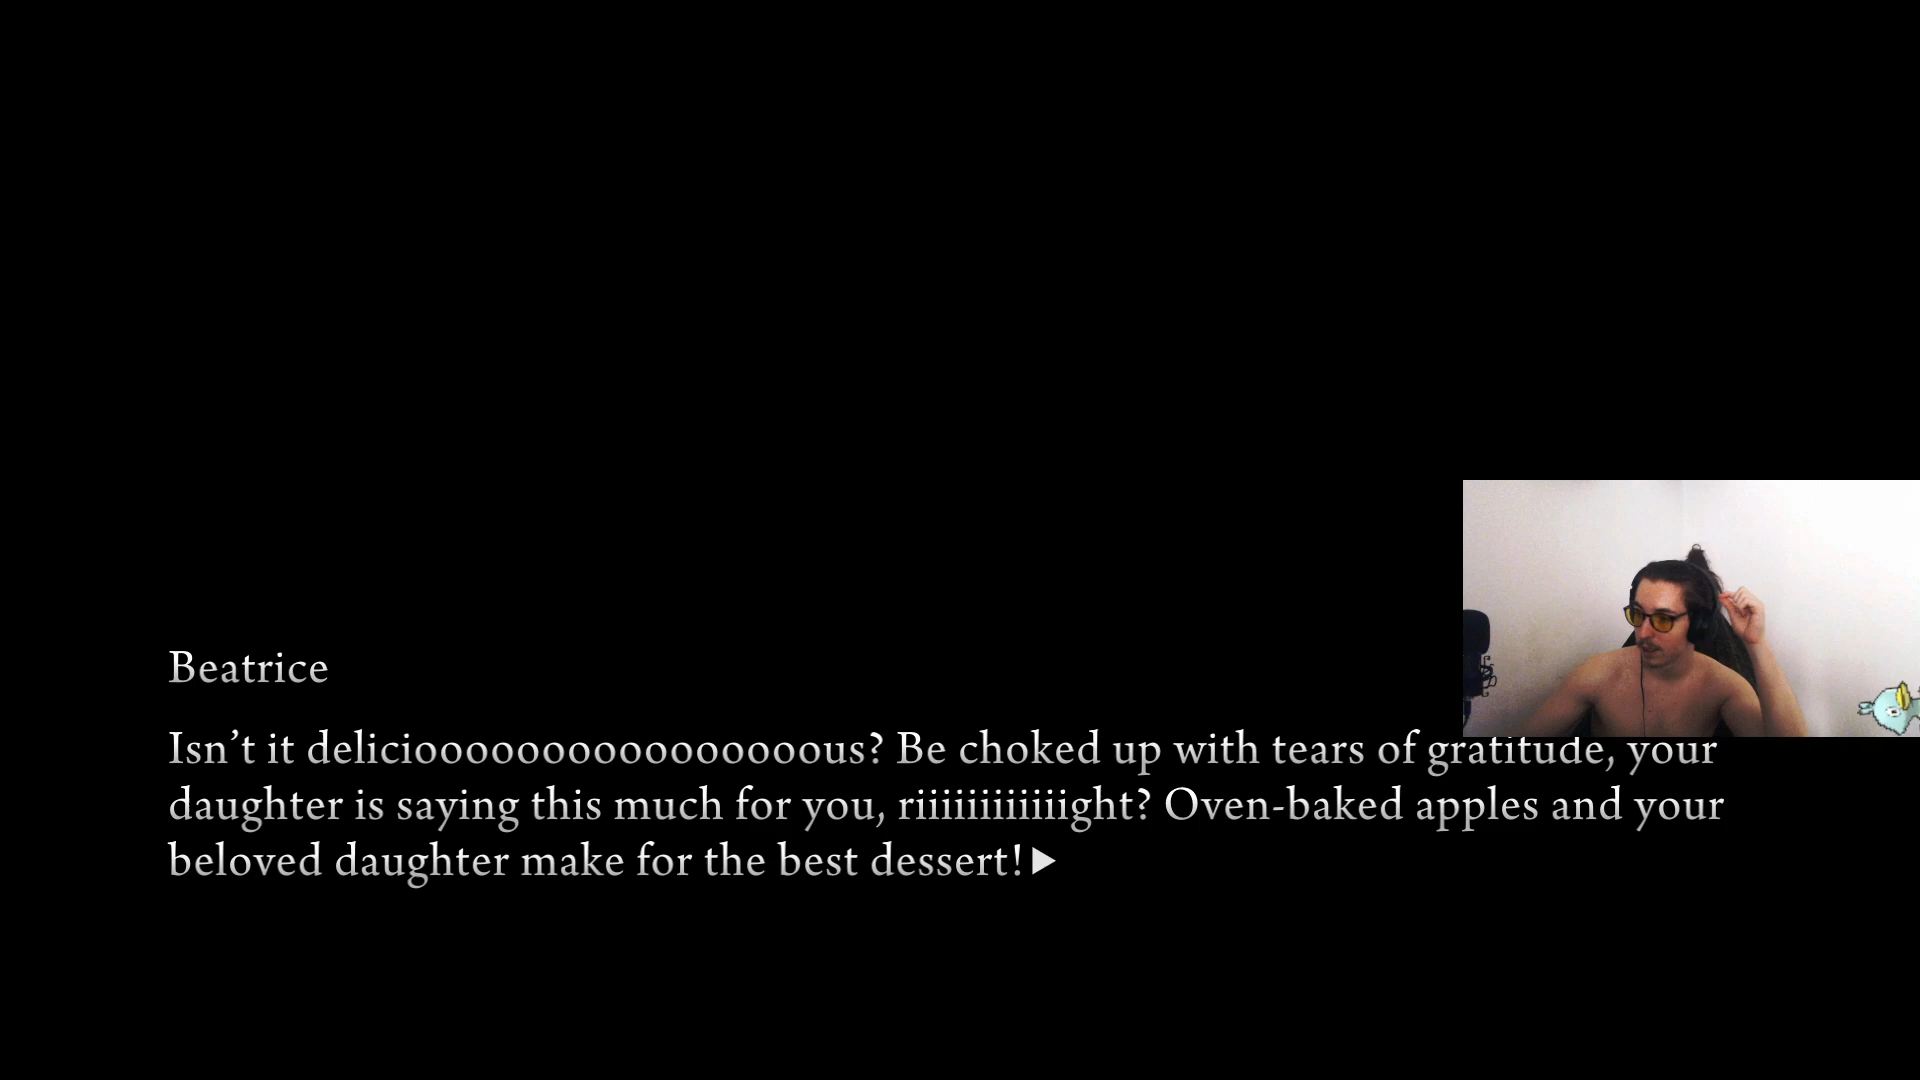 Beatrice
Isn’t it delicioooooooooooooooous? Be choked up with tears of gratitude, your
daughter is saying this much for you, riiiiiiiiiiiight? Oven-baked apples and your
beloved daughter make for the best dessert!